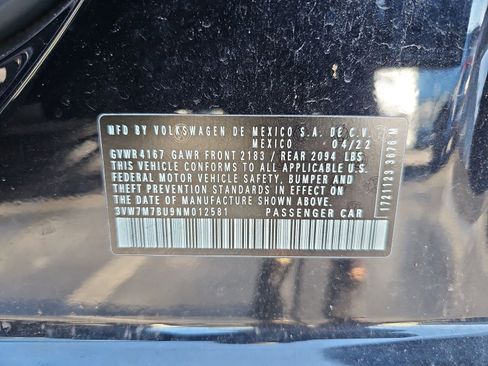 MFD BY VOLKSWAGEN DE MEXICO S.A. DE C.V.
MEXICO 04/22
GVWR 4167 GAWR FRONT 2183 / REAR 2094 LBS
THIS VEHICLE CONFORMS TO ALL APPLICABLE U.S.
FEDERAL MOTOR VEHICLE SAFETY, BUMPER AND
THEFT PREVENTION STANDARDS IN EFFECT ON
THE DATE OF MANUFACTURE SHOWN ABOVE.
3VW7M7BU9NM012581 PASSENGER CAR
1721123 3676 M